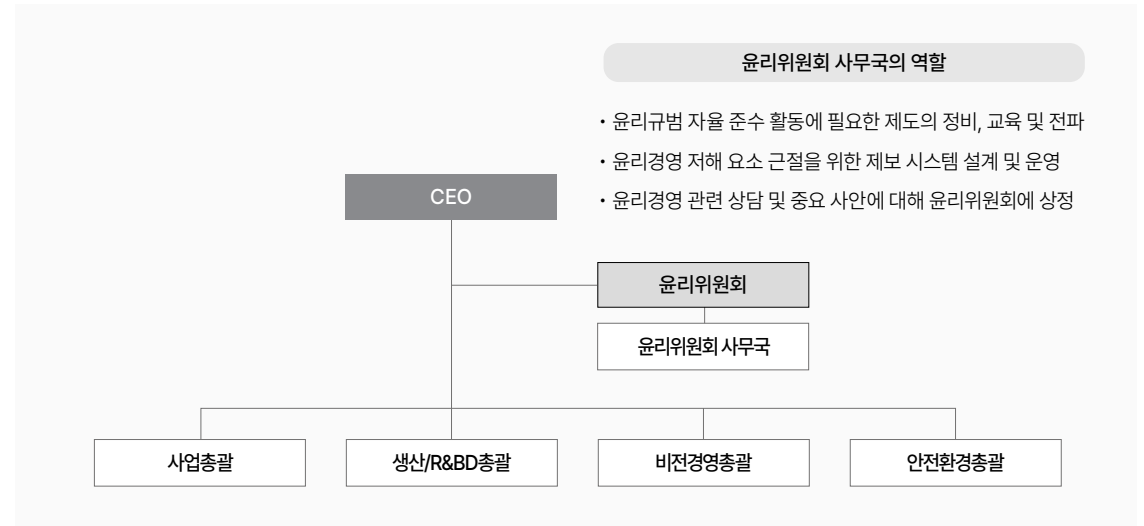 윤리위원회 사무국의 역할
• 윤리규범 자율 준수 활동에 필요한 제도의 정비, 교육 및 전파
• 윤리경영 저해 요소 근절을 위한 제보 시스템 설계 및 운영
• 윤리경영 관련 상담 및 중요 사안에 대해 윤리위원회에 상정
CEO
윤리위원회
윤리위원회 사무국
사업총괄
생산/R&BD총괄
비전경영총괄
안전환경총괄